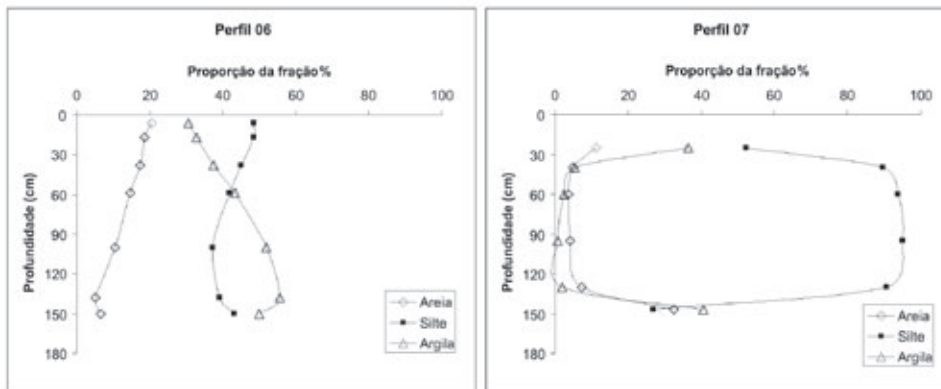 Perfil 06
Proporção da fração%
0 20 40 60 80 100
0
30
60
90
120
150
180
Profundidade (cm)
Areia
Silte
Argila
Perfil 07
Proporção da fração%
0 20 40 60 80 100
0
30
60
90
120
150
180
Profundidade (cm)
Areia
Silte
Argila